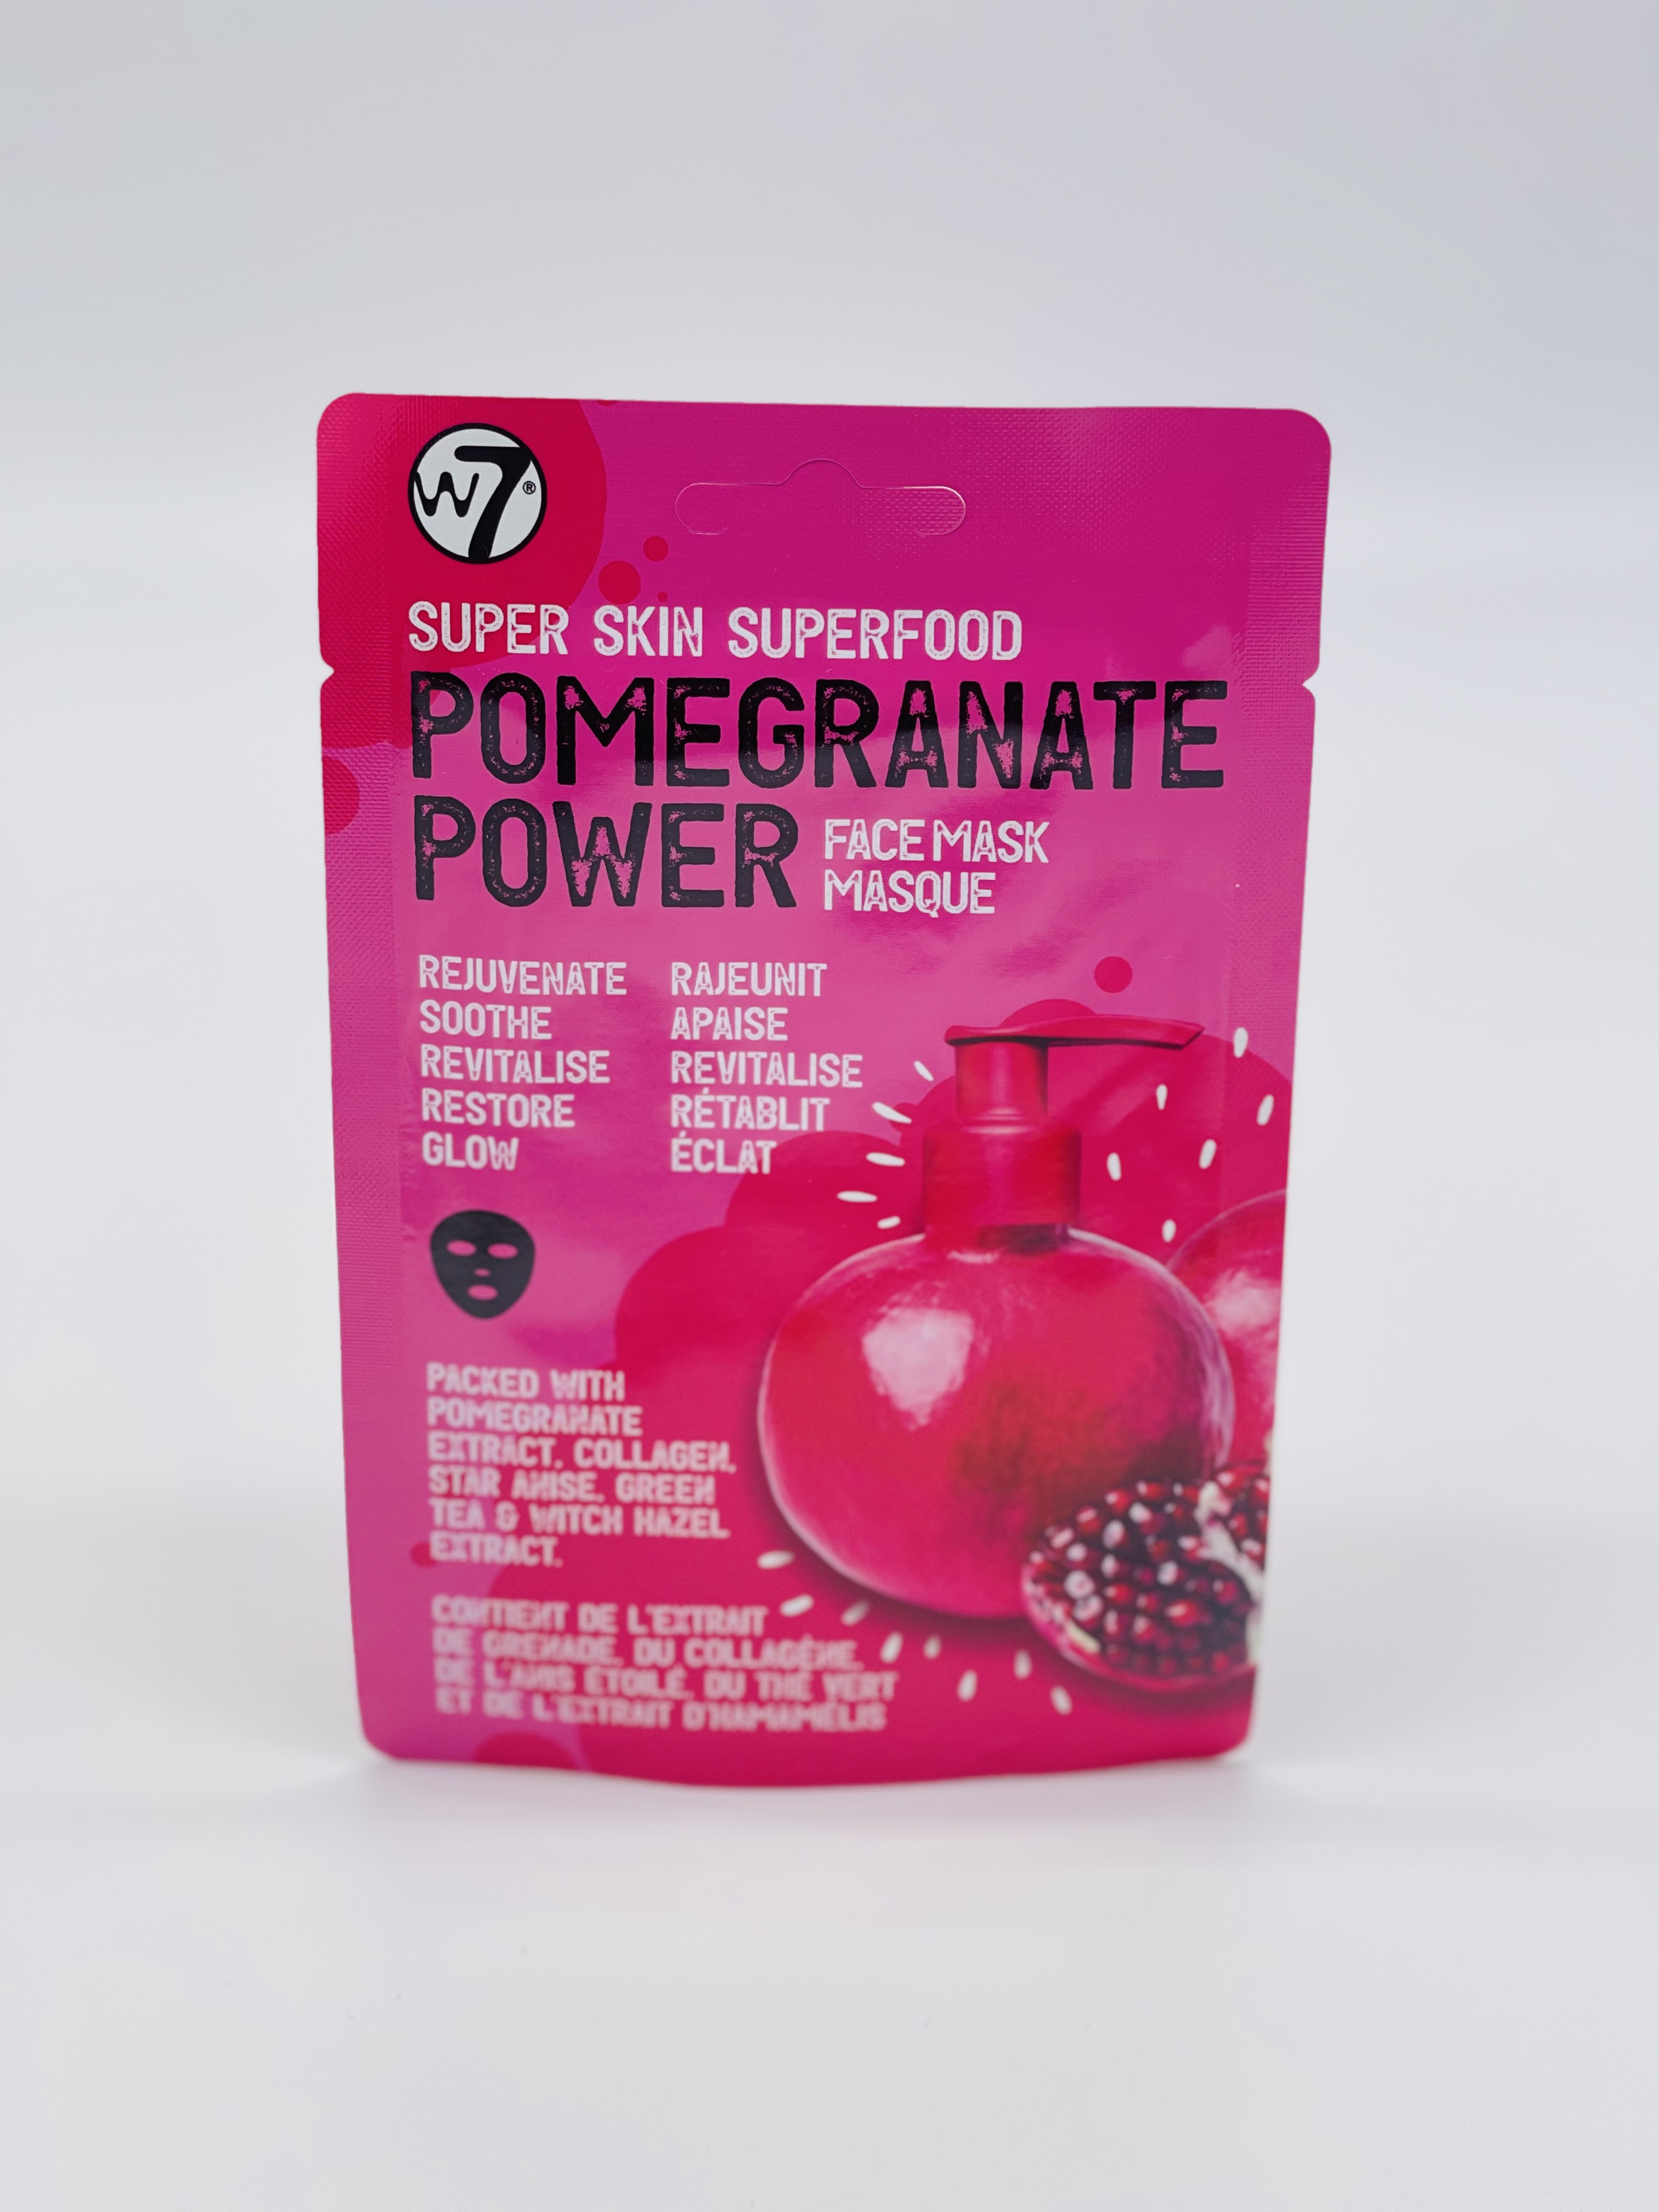 W7®
SUPER SKIN SUPERFOOD
POMEGRANATE
POWER
FACE MASK
MASQUE
REJUVENATE
SOOTHE
REVITALISE
RESTORE
GLOW
RAJEUNIT
APAISE
REVITALISE
RÉTABLIT
ÉCLAT
PACKED WITH
POMEGRANATE
EXTRACT, COLLAGEN,
STAR ANISE, GREEN
TEA & WITCH HAZEL
EXTRACT.
CONTIENT DE L'EXTRAIT
DE GRENADE, DU COLLAGÈNE,
DE L'ANIS ÉTOILÉ, DU THÉ VERT
ET DE L'EXTRAIT D'HAMAMÉLIS